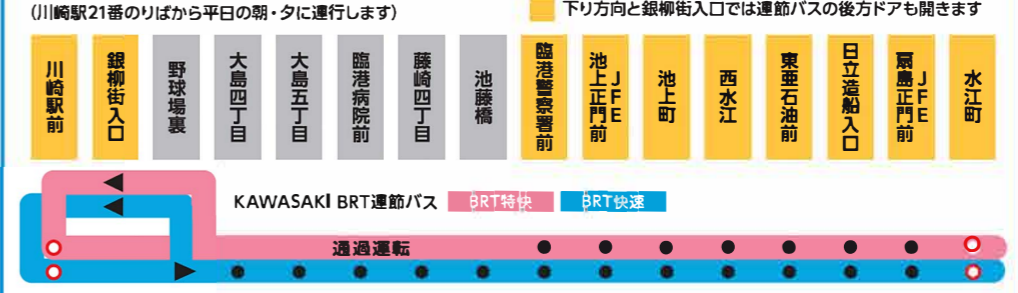 (川崎駅21番のりばから平日の朝・夕に運行します)
下り方向と銀柳街入口では連節バスの後方ドアも開きます
川崎駅前
銀柳街入口
野球場裏
大島四丁目
大島五丁目
臨港病院前
藤崎四丁目
池藤橋
臨港警察署前
JFE
池上正門前
池上町
西水江
東亜石油前
日立造船入口
JFE
扇島正門前
水江町
KAWASAKI BRT連節バス BRT特快 BRT快速
通過運転